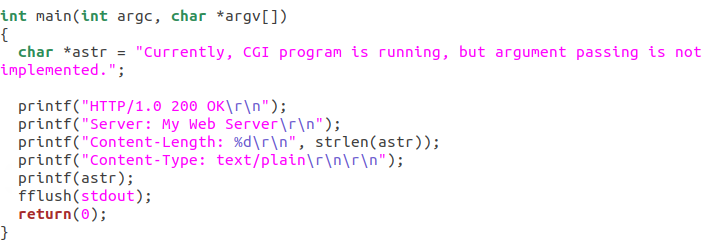 int main(int argc, char *argv[])
{
  char *astr = "Currently, CGI program is running, but argument passing is not
implemented.";

  printf("HTTP/1.0 200 OK\r\n");
  printf("Server: My Web Server\r\n");
  printf("Content-Length: %d\r\n", strlen(astr));
  printf("Content-Type: text/plain\r\n\r\n");
  printf(astr);
  fflush(stdout);
  return(0);
}